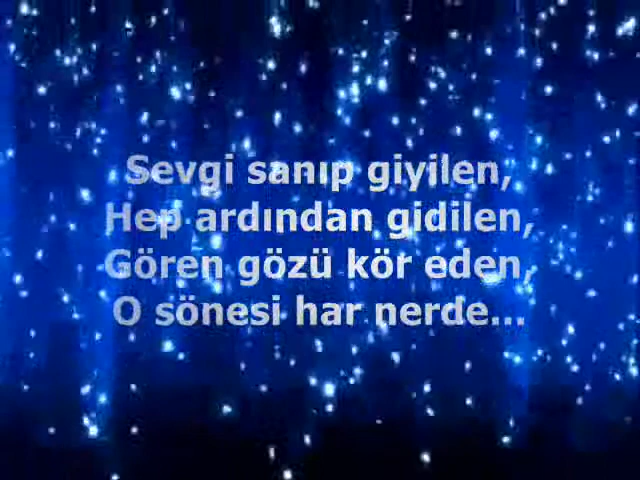 Sevgi sanıp giyilen,
Hep ardından gidilen,
Gören gözü kör eden,
O sönesi har nerde...